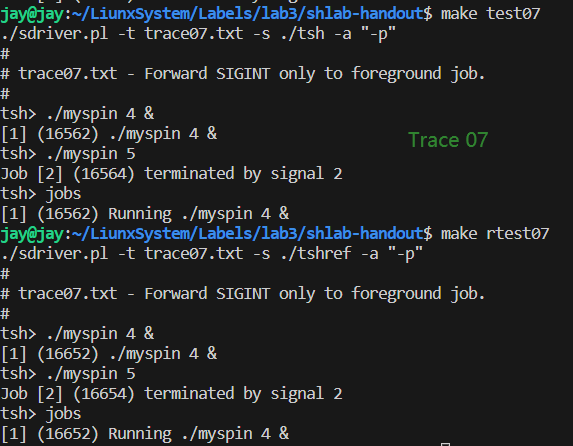 jay@jay:~/LiunxSystem/Labels/lab3/shlab-handout$ make test07
./sdriver.pl -t trace07.txt -s ./tsh -a "-p"
#
# trace07.txt - Forward SIGINT only to foreground job.
#
tsh> ./myspin 4 &
[1] (16562) ./myspin 4 &
Trace 07
tsh> ./myspin 5
Job [2] (16564) terminated by signal 2
tsh> jobs
[1] (16562) Running ./myspin 4 &
jay@jay:~/LiunxSystem/Labels/lab3/shlab-handout$ make rtest07
./sdriver.pl -t trace07.txt -s ./tshref -a "-p"
#
# trace07.txt - Forward SIGINT only to foreground job.
#
tsh> ./myspin 4 &
[1] (16652) ./myspin 4 &
tsh> ./myspin 5
Job [2] (16654) terminated by signal 2
tsh> jobs
[1] (16652) Running ./myspin 4 &